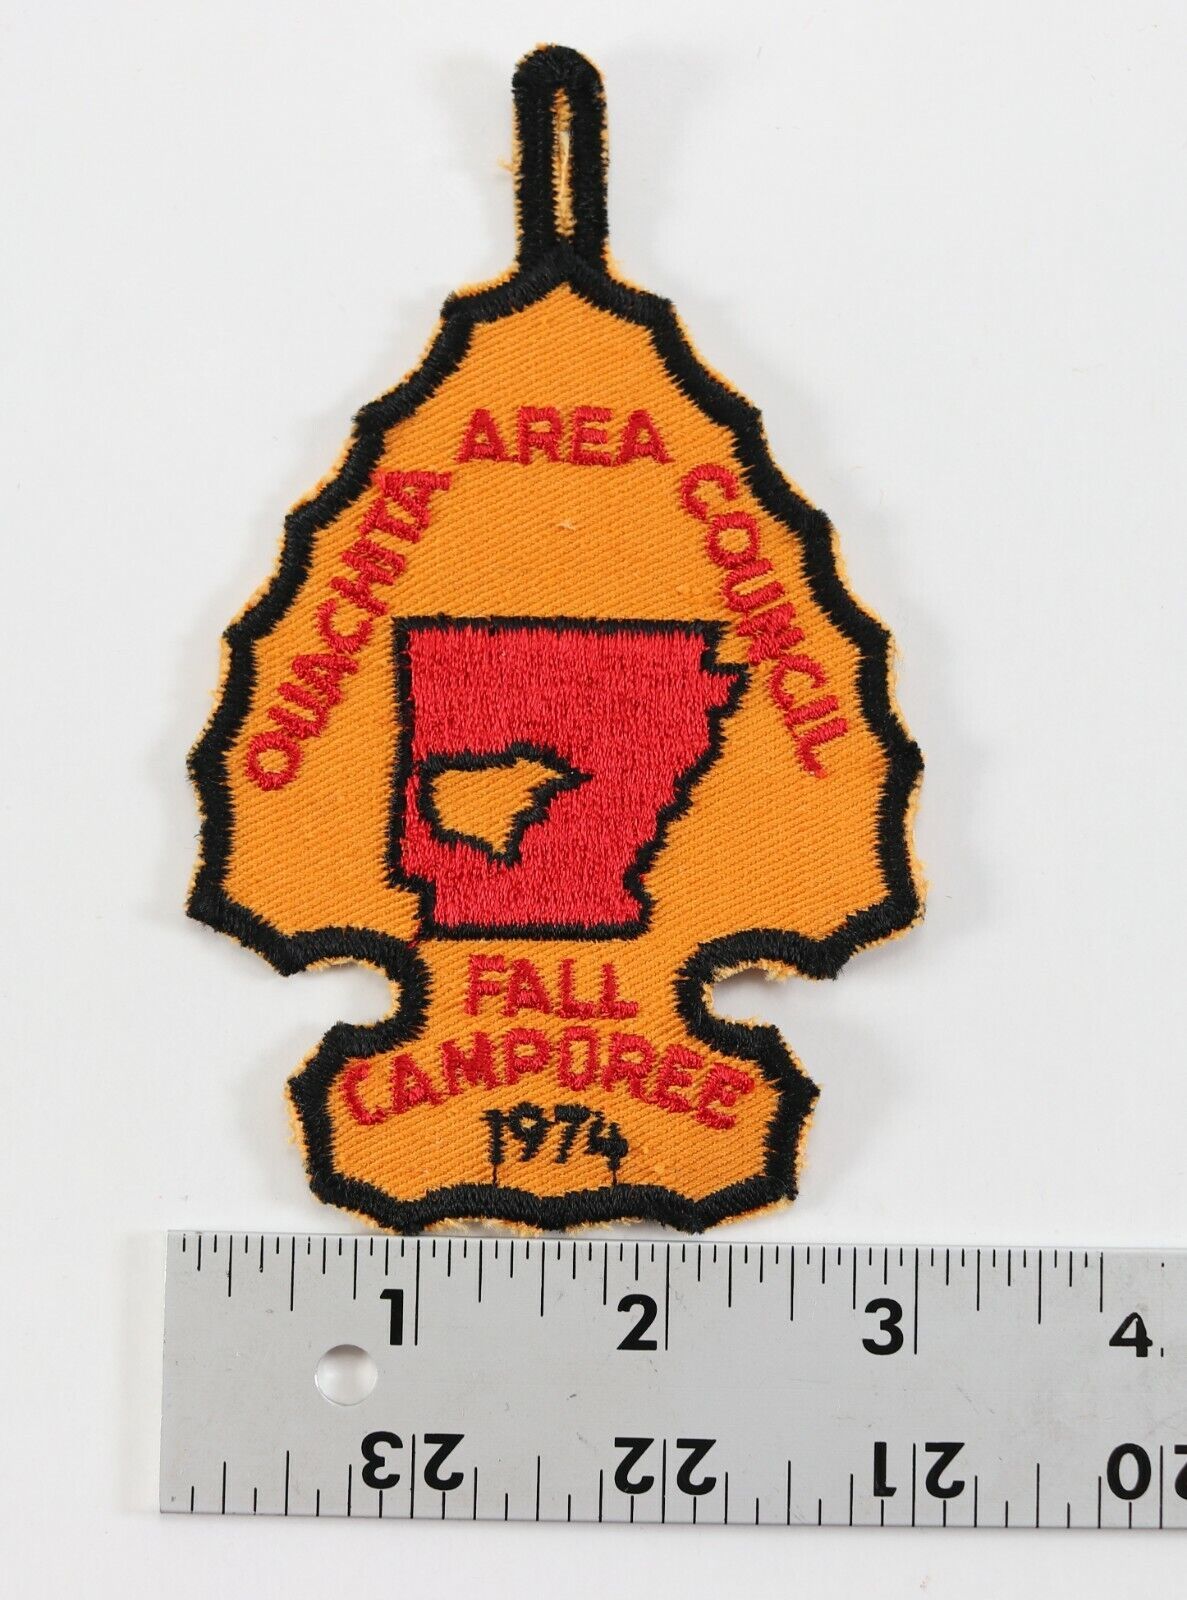 OUACHITA AREA COUNCIL
FALL
CAMPOREE
1974
1 2 3 4
23 22 21 20